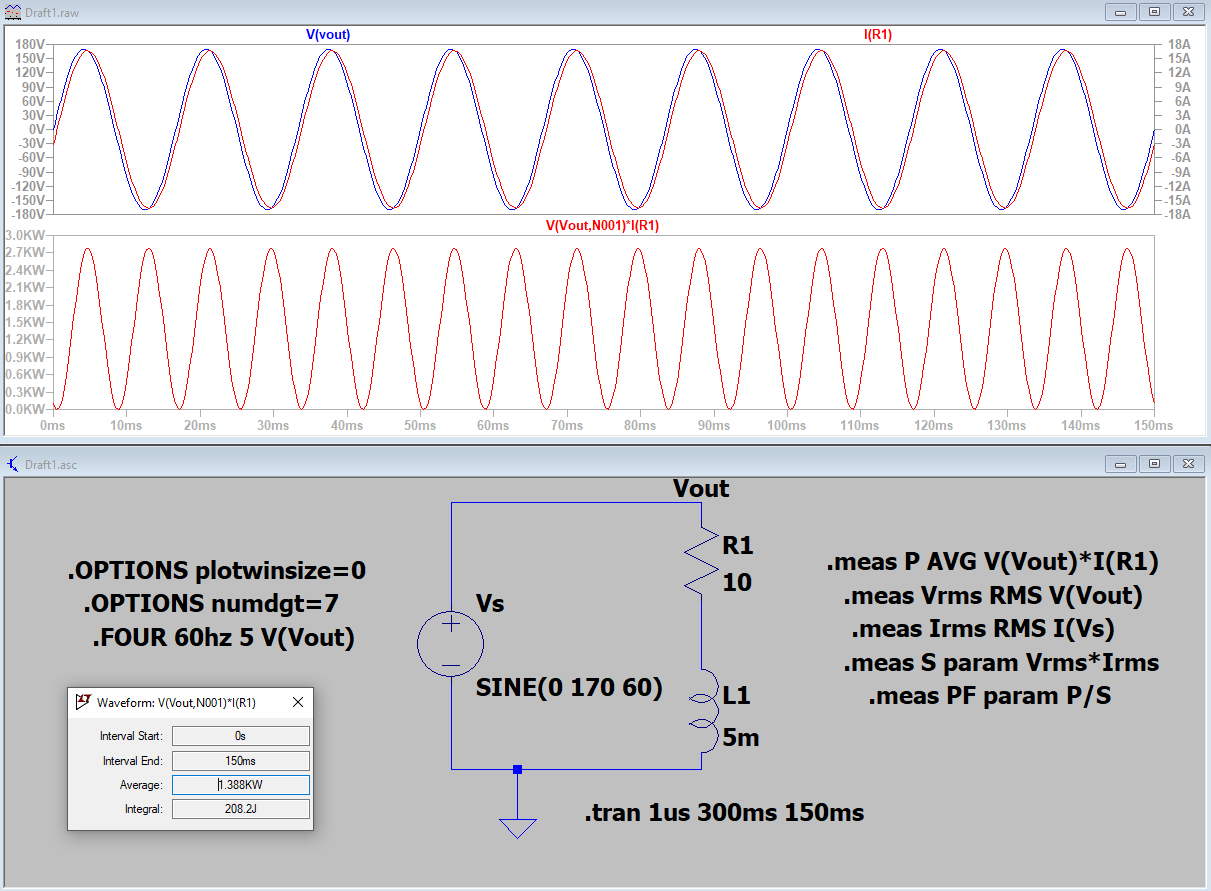 Draft1.raw
V(vout) I(R1)
180V 18A
150V 15A
120V 12A
90V 9A
60V 6A
30V 3A
0V 0A
-30V -3A
-60V -6A
-90V -9A
-120V -12A
-150V -15A
-180V -18A
V(Vout,N001)*I(R1)
3.0KW
2.7KW
2.4KW
2.1KW
1.8KW
1.5KW
1.2KW
0.9KW
0.6KW
0.3KW
0.0KW
0ms 10ms 20ms 30ms 40ms 50ms 60ms 70ms 80ms 90ms 100ms 110ms 120ms 130ms 140ms 150ms
Draft1.asc
Vout
.OPTIONS plotwinsize=0
.OPTIONS numdgt=7
.FOUR 60hz 5 V(Vout)
Vs
SINE(0 170 60)
R1
10
L1
5m
.meas P AVG V(Vout)*I(R1)
.meas Vrms RMS V(Vout)
.meas Irms RMS I(Vs)
.meas S param Vrms*Irms
.meas PF param P/S
Waveform: V(Vout,N001)*I(R1)
Interval Start: 0s
Interval End: 150ms
Average: 1.388KW
Integral: 208.2J
.tran 1us 300ms 150ms